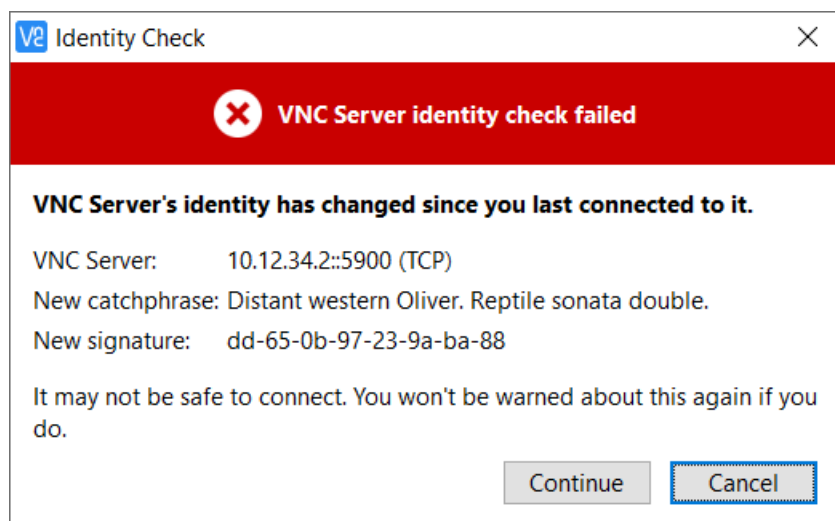 V2 Identity Check
VNC Server identity check failed
VNC Server's identity has changed since you last connected to it.
VNC Server: 10.12.34.2::5900 (TCP)
New catchphrase: Distant western Oliver. Reptile sonata double.
New signature: dd-65-0b-97-23-9a-ba-88
It may not be safe to connect. You won't be warned about this again if you
do.
Continue Cancel